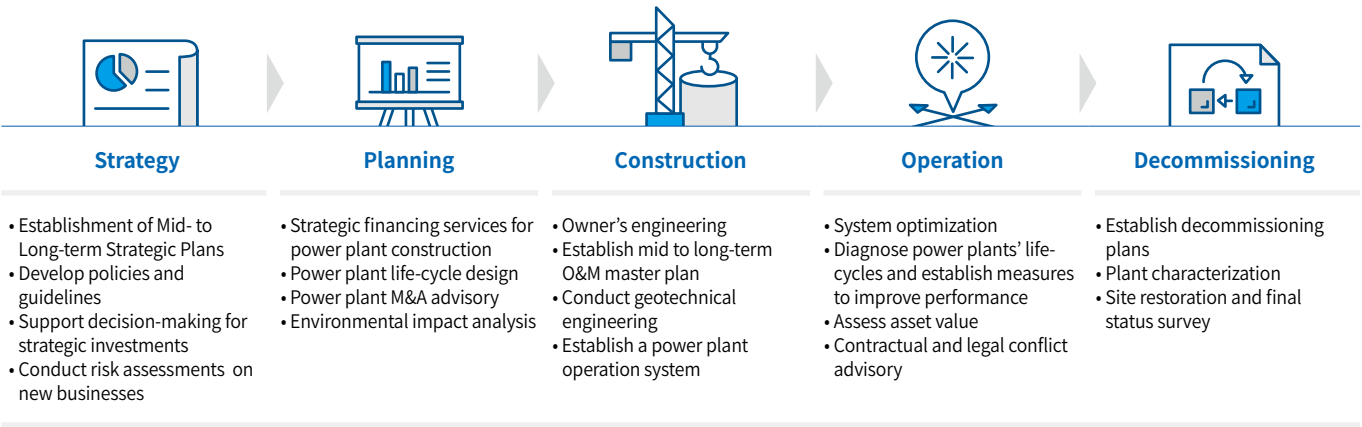 Strategy
• Establishment of Mid- to
Long-term Strategic Plans
• Develop policies and
guidelines
• Support decision-making for
strategic investments
• Conduct risk assessments on
new businesses
Planning
• Strategic financing services for
power plant construction
• Power plant life-cycle design
• Power plant M&A advisory
• Environmental impact analysis
Construction
• Owner’s engineering
• Establish mid to long-term
O&M master plan
• Conduct geotechnical
engineering
• Establish a power plant
operation system
Operation
• System optimization
• Diagnose power plants’ life-
cycles and establish measures
to improve performance
• Assess asset value
• Contractual and legal conflict
advisory
Decommissioning
• Establish decommissioning
plans
• Plant characterization
• Site restoration and final
status survey